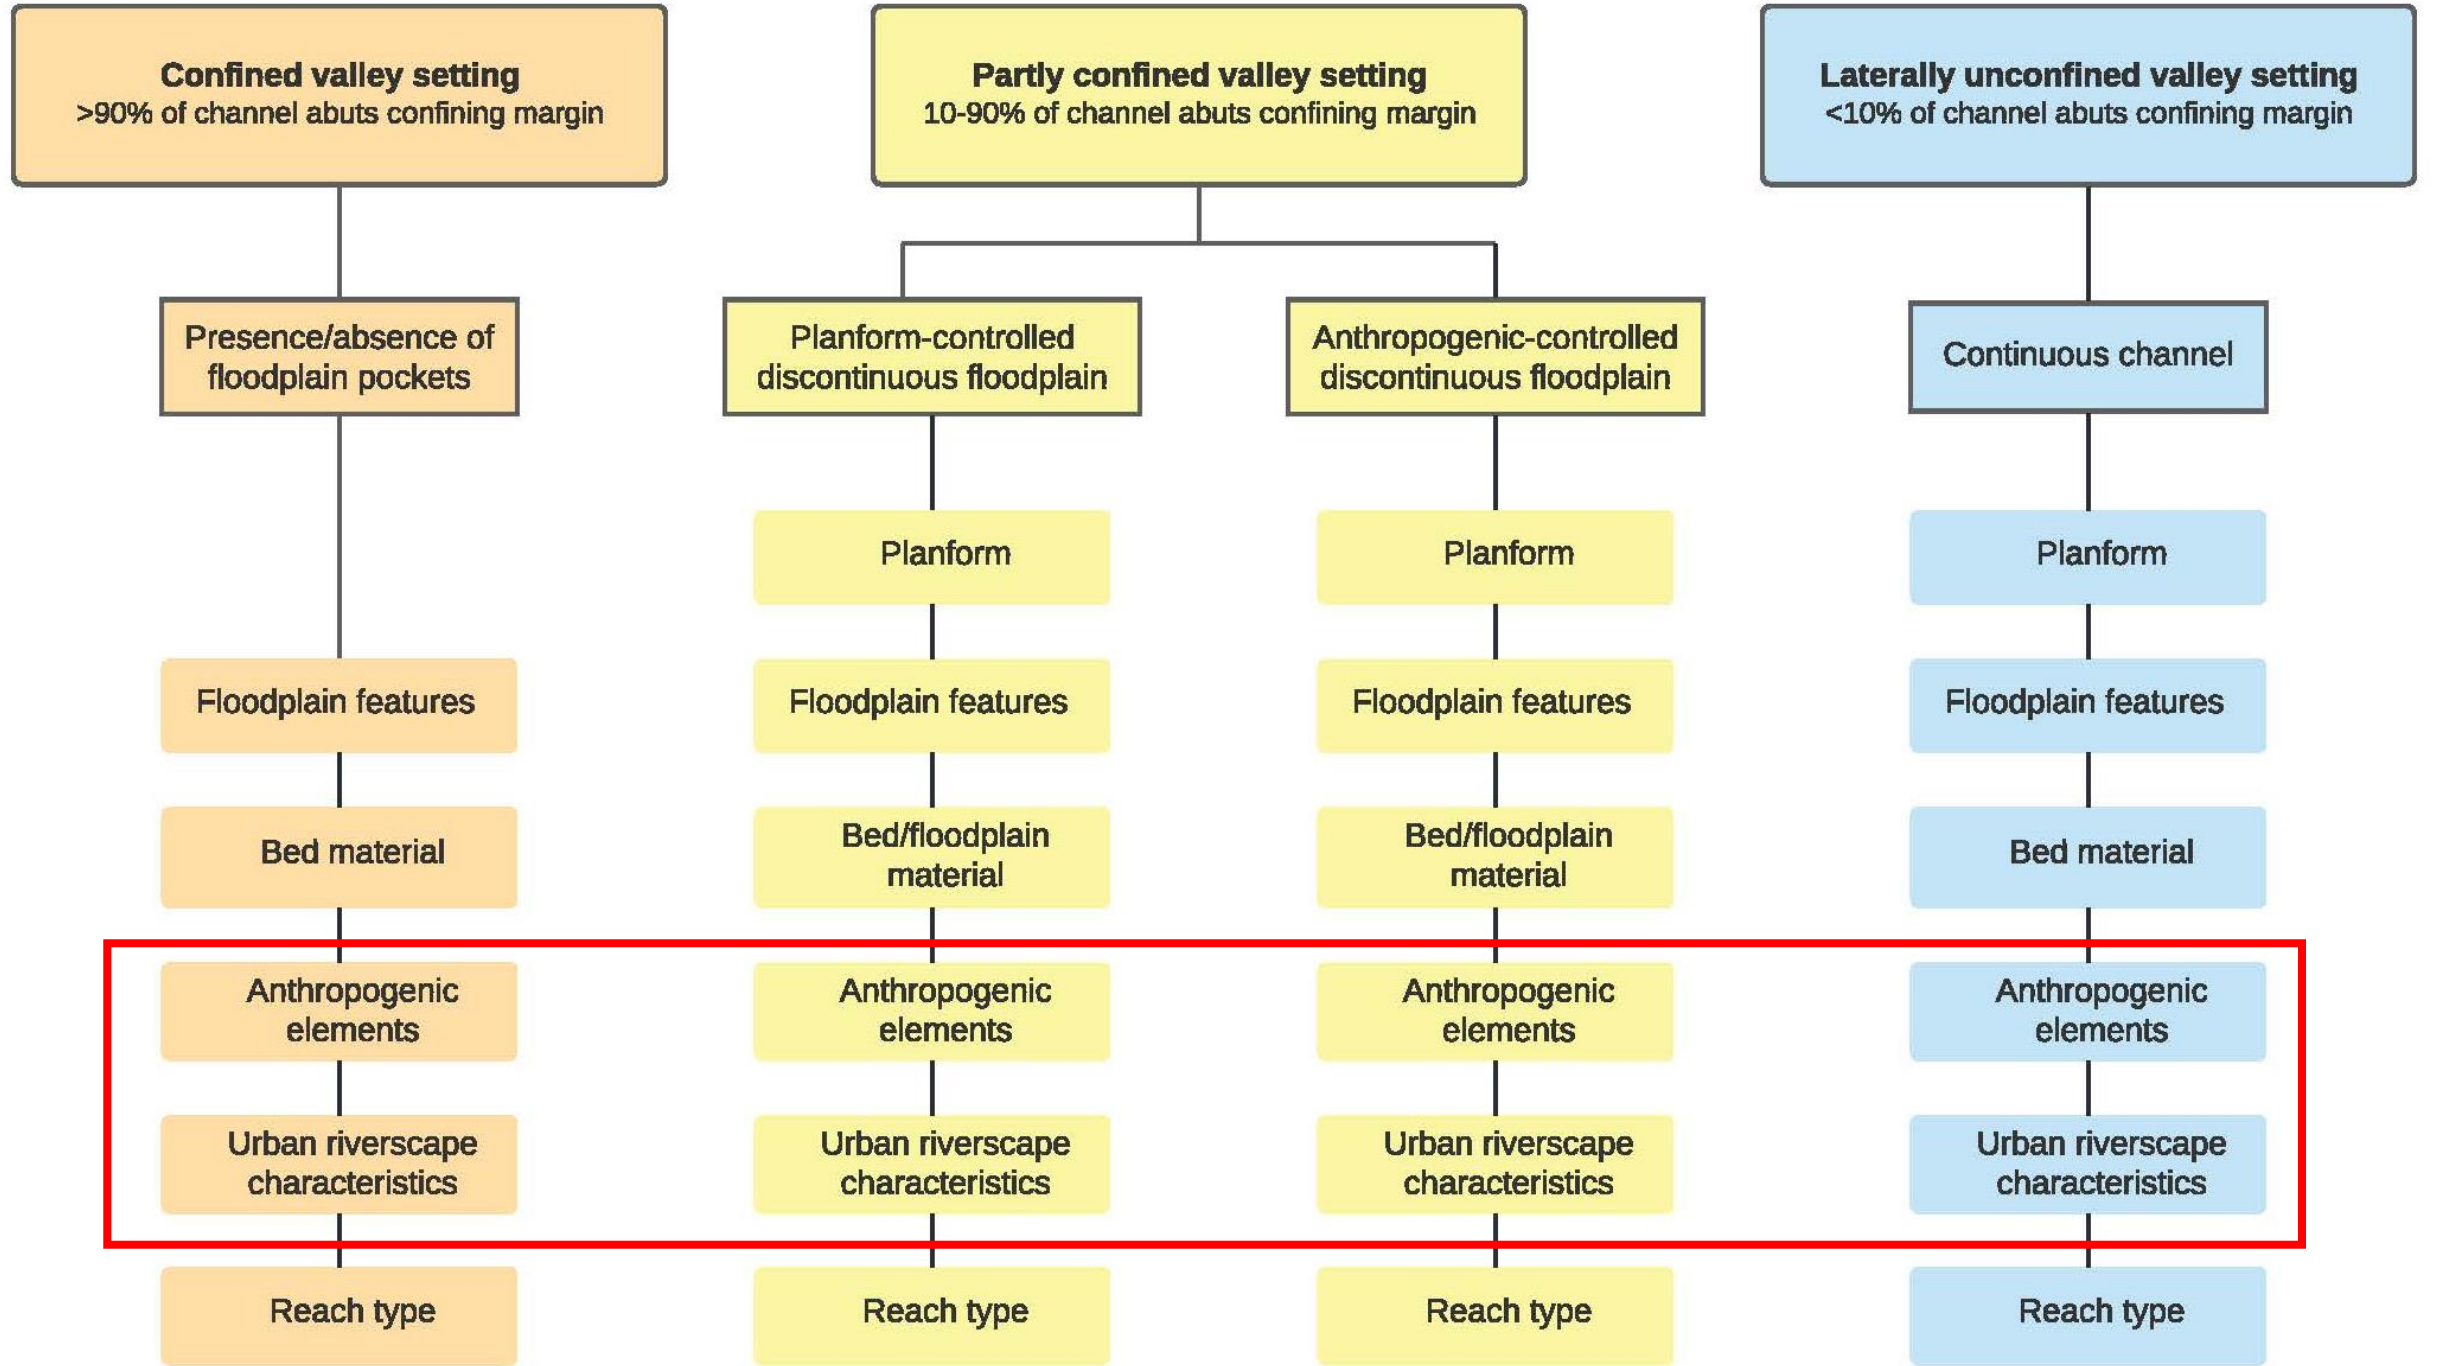 Confined valley setting
>90% of channel abuts confining margin
Partly confined valley setting
10-90% of channel abuts confining margin
Laterally unconfined valley setting
<10% of channel abuts confining margin
Presence/absence of
floodplain pockets
Planform-controlled
discontinuous floodplain
Anthropogenic-controlled
discontinuous floodplain
Continuous channel
Planform
Planform
Planform
Floodplain features
Floodplain features
Floodplain features
Floodplain features
Bed material
Bed/floodplain
material
Bed/floodplain
material
Bed material
Anthropogenic
elements
Anthropogenic
elements
Anthropogenic
elements
Anthropogenic
elements
Urban riverscape
characteristics
Urban riverscape
characteristics
Urban riverscape
characteristics
Urban riverscape
characteristics
Reach type
Reach type
Reach type
Reach type